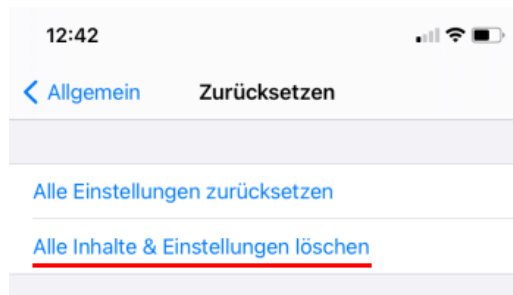 12:42
Allgemein Zurücksetzen
Alle Einstellungen zurücksetzen
Alle Inhalte & Einstellungen löschen